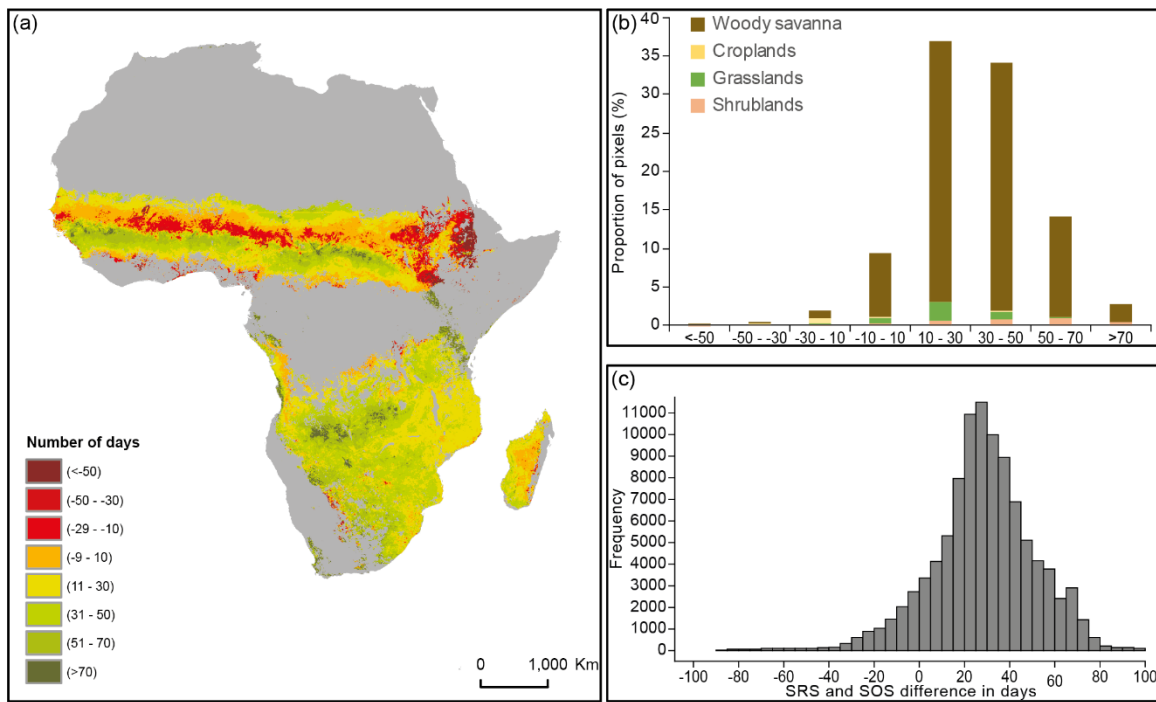 (a)
Number of days
(<-50)
(-50 - -30)
(-29 - -10)
(-9 - 10)
(11 - 30)
(31 - 50)
(51 - 70)
(>70)
0 1,000 Km
(b)
Woody savanna
Croplands
Grasslands
Shrublands
Proportion of pixels (%)
40
35
30
25
20
15
10
5
0
<-50 -50 - -30 -30 - 10 -10 - 10 10 - 30 30 - 50 50 - 70 >70
(c)
Frequency
11000
10000
9000
8000
7000
6000
5000
4000
3000
2000
1000
0
-100 -80 -60 -40 -20 0 20 40 60 80 100
SRS and SOS difference in days